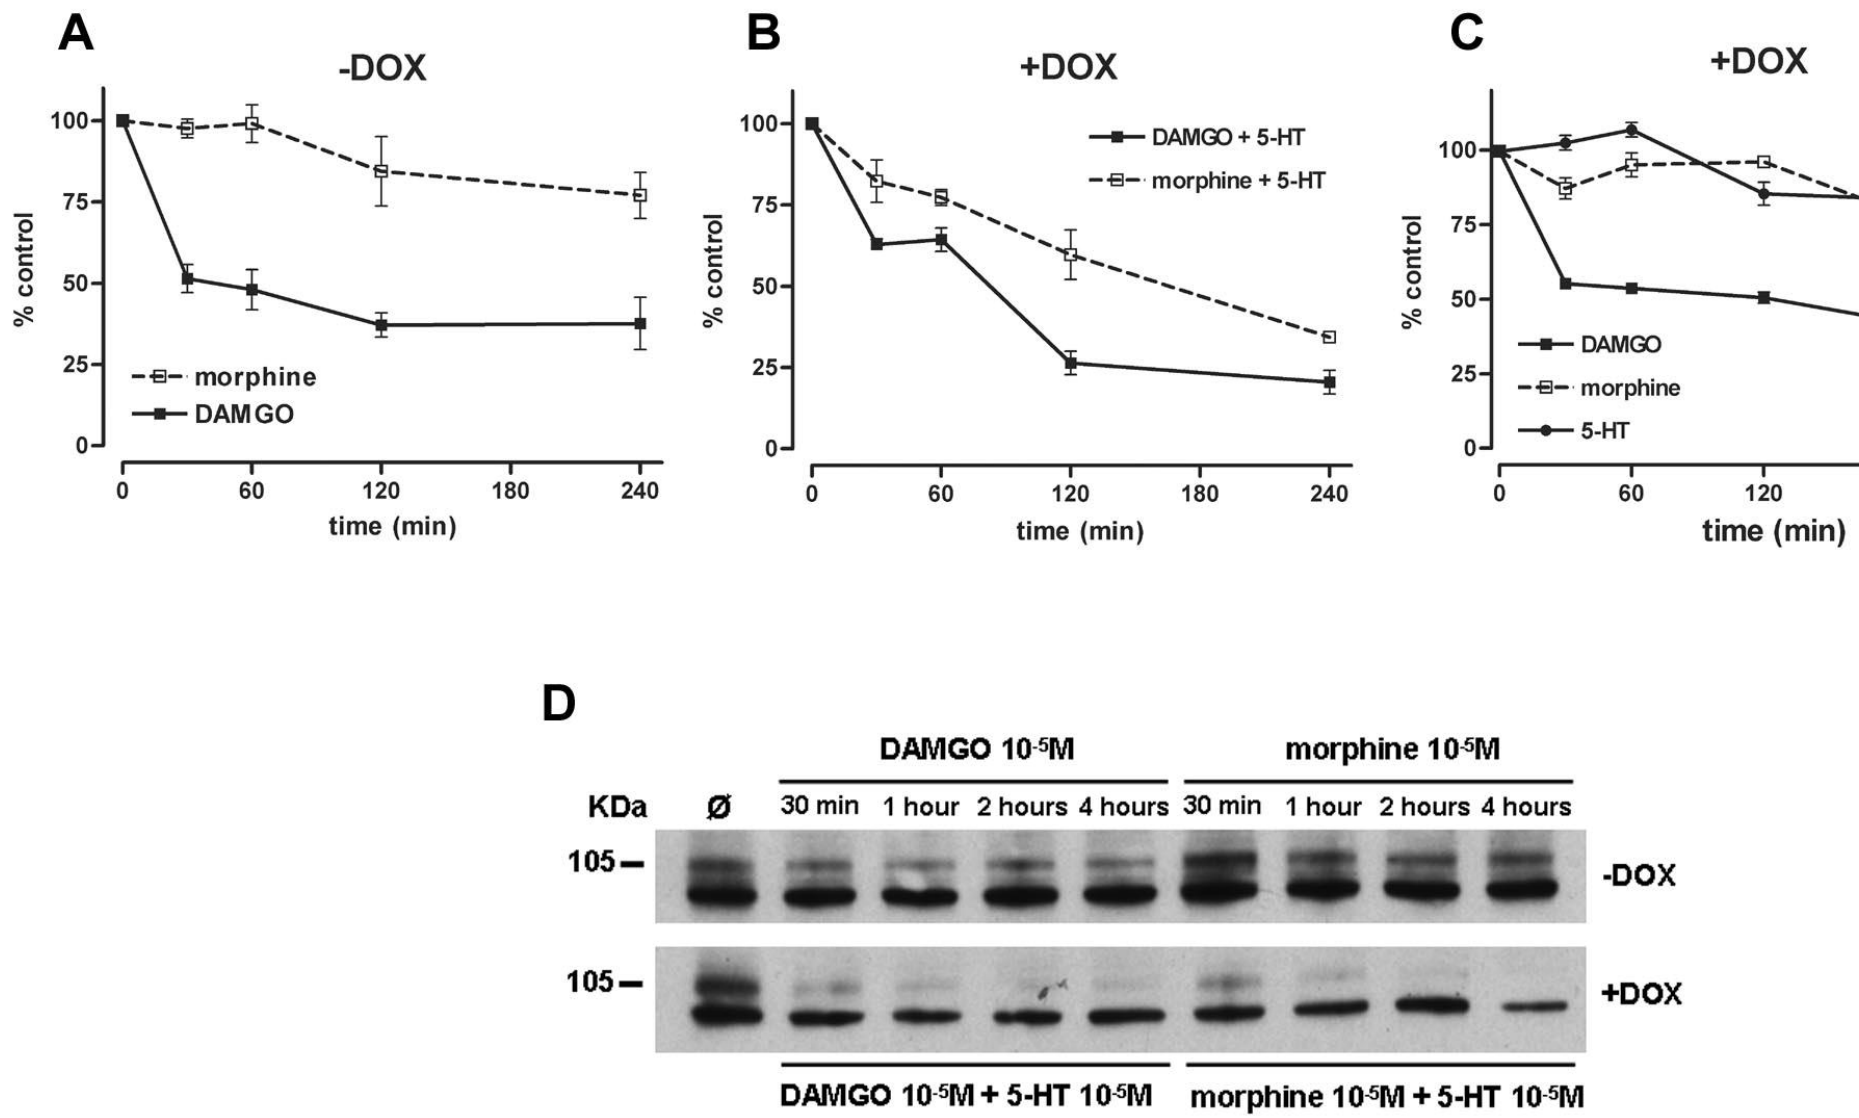 A
-DOX
100
75
50
25
0
% control
morphine
DAMGO
0 60 120 180 240
time (min)
B
+DOX
100
75
50
25
0
% control
DAMGO + 5-HT
morphine + 5-HT
0 60 120 180 240
time (min)
C
+DOX
100
75
50
25
0
% control
DAMGO
morphine
5-HT
0 60 120
time (min)
D
DAMGO 10-5M morphine 10-5M
KDa Ø 30 min 1 hour 2 hours 4 hours 30 min 1 hour 2 hours 4 hours
105
-DOX
105
+DOX
DAMGO 10-5M + 5-HT 10-5M morphine 10-5M + 5-HT 10-5M